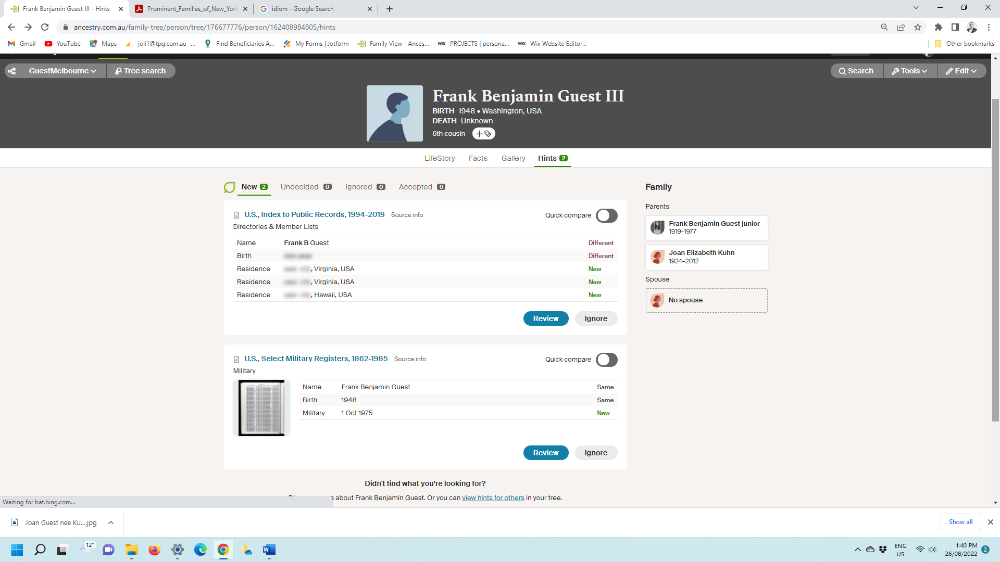 Frank Benjamin Guest III - Hints
Prominent_Families_of_New_York
idiom - Google Search
ancestry.com.au/family-tree/person/tree/176677776/person/162408984805/hints
Gmail
YouTube
Maps
joli1@tpg.com.au -...
Find Beneficiaries A...
My Forms | Jotform
Family View - Ances...
WIX PROJECTS | persona...
WIX Wix Website Editor...
Other bookmarks
GuestMelbourne
Tree search
Search
Tools
Edit
Frank Benjamin Guest III
BIRTH 1948 • Washington, USA
DEATH Unknown
6th cousin
LifeStory
Facts
Gallery
Hints 2
New 2
Undecided 0
Ignored 0
Accepted 0
U.S., Index to Public Records, 1994-2019 Source info
Quick compare
Directories & Member Lists
Name Frank B Guest Different
Birth Different
Residence , Virginia, USA New
Residence , Virginia, USA New
Residence , Hawaii, USA New
Review
Ignore
U.S., Select Military Registers, 1862-1985 Source info
Quick compare
Military
Name Frank Benjamin Guest Same
Birth 1948 Same
Military 1 Oct 1975 New
Review
Ignore
Didn't find what you're looking for?
about Frank Benjamin Guest. Or you can view hints for others in your tree.
Family
Parents
Frank Benjamin Guest junior
1919–1977
Joan Elizabeth Kuhn
1924–2012
Spouse
No spouse
Waiting for bat.bing.com...
Joan Guest nee Ku....jpg
Show all
12°
ENG
US
1:40 PM
26/08/2022
2